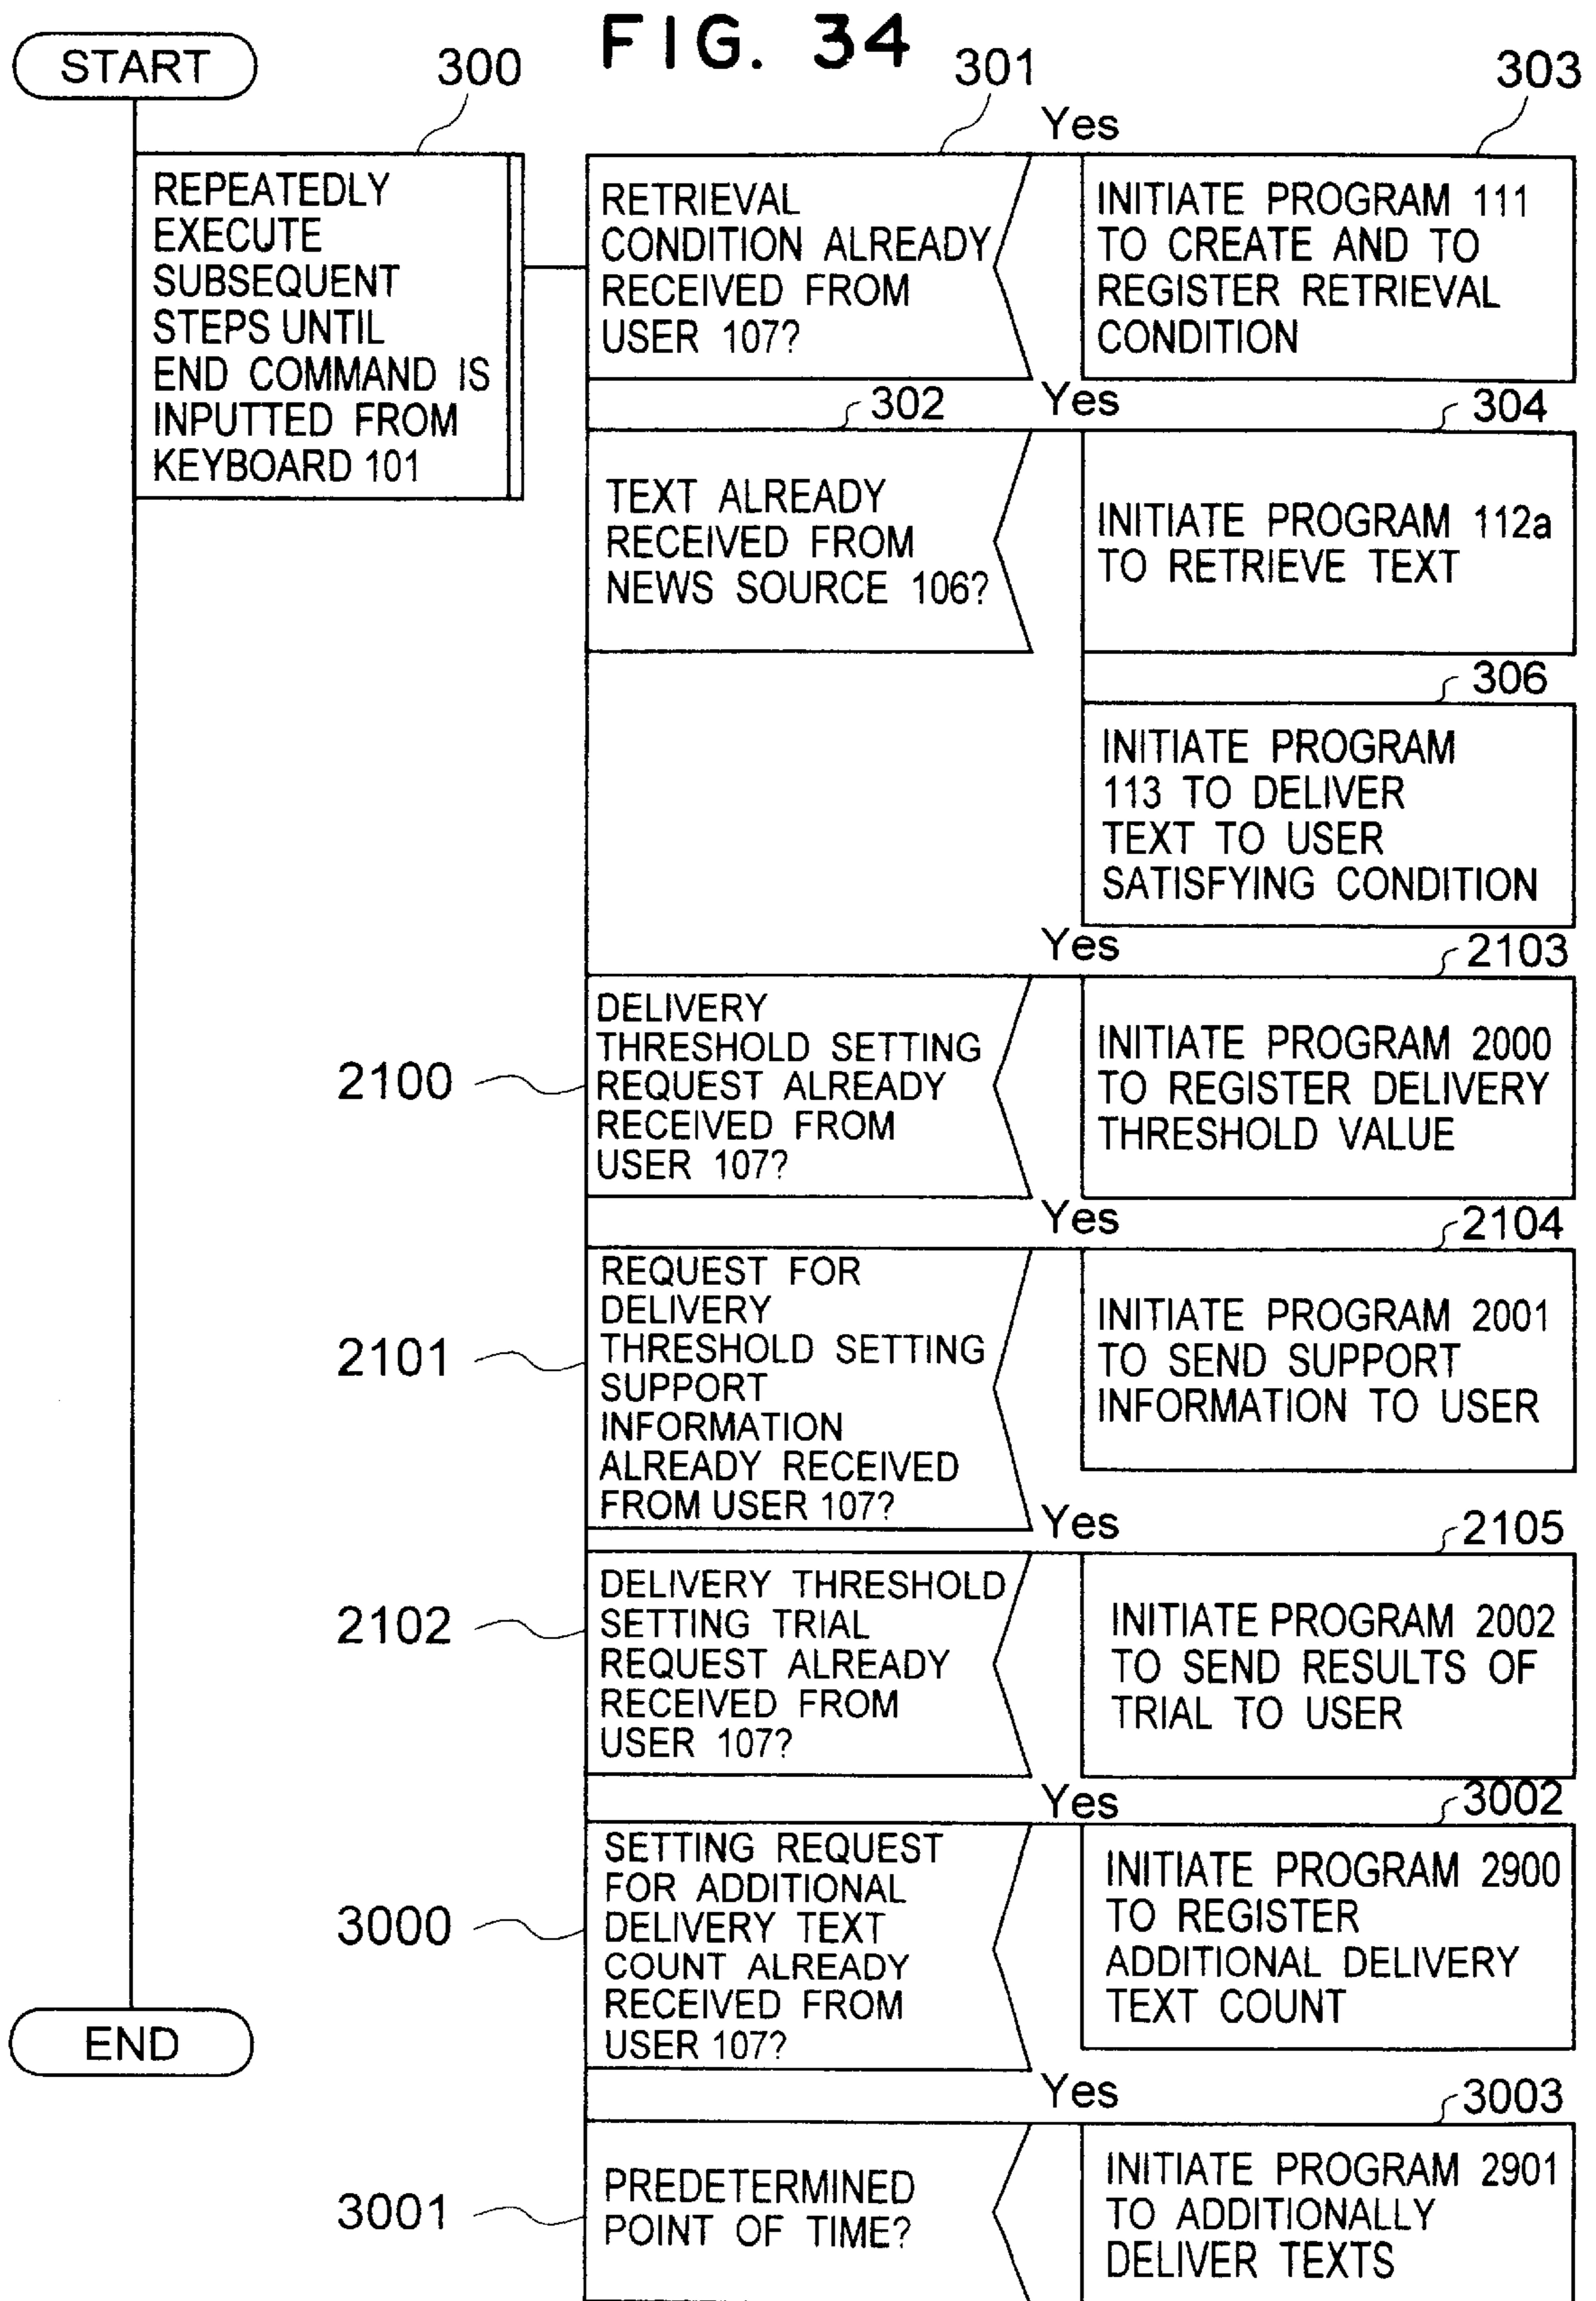 FIG. 34
START
300
301
303
Yes
REPEATEDLY
EXECUTE
SUBSEQUENT
STEPS UNTIL
END COMMAND IS
INPUTTED FROM
KEYBOARD 101
RETRIEVAL
CONDITION ALREADY
RECEIVED FROM
USER 107?
INITIATE PROGRAM 111
TO CREATE AND TO
REGISTER RETRIEVAL
CONDITION
302
Yes
304
TEXT ALREADY
RECEIVED FROM
NEWS SOURCE 106?
INITIATE PROGRAM 112a
TO RETRIEVE TEXT
306
INITIATE PROGRAM
113 TO DELIVER
TEXT TO USER
SATISFYING CONDITION
Yes
2103
2100
DELIVERY
THRESHOLD SETTING
REQUEST ALREADY
RECEIVED FROM
USER 107?
INITIATE PROGRAM 2000
TO REGISTER DELIVERY
THRESHOLD VALUE
Yes
2104
2101
REQUEST FOR
DELIVERY
THRESHOLD SETTING
SUPPORT
INFORMATION
ALREADY RECEIVED
FROM USER 107?
INITIATE PROGRAM 2001
TO SEND SUPPORT
INFORMATION TO USER
Yes
2105
2102
DELIVERY THRESHOLD
SETTING TRIAL
REQUEST ALREADY
RECEIVED FROM
USER 107?
INITIATE PROGRAM 2002
TO SEND RESULTS OF
TRIAL TO USER
Yes
3002
3000
SETTING REQUEST
FOR ADDITIONAL
DELIVERY TEXT
COUNT ALREADY
RECEIVED FROM
USER 107?
INITIATE PROGRAM 2900
TO REGISTER
ADDITIONAL DELIVERY
TEXT COUNT
END
Yes
3003
3001
PREDETERMINED
POINT OF TIME?
INITIATE PROGRAM 2901
TO ADDITIONALLY
DELIVER TEXTS